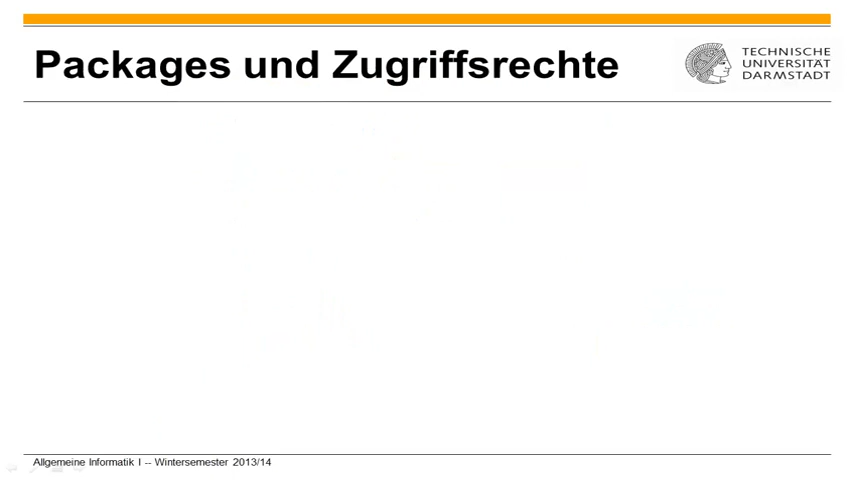 Packages und Zugriffsrechte
TECHNISCHE
UNIVERSITÄT
DARMSTADT
Allgemeine Informatik I -- Wintersemester 2013/14